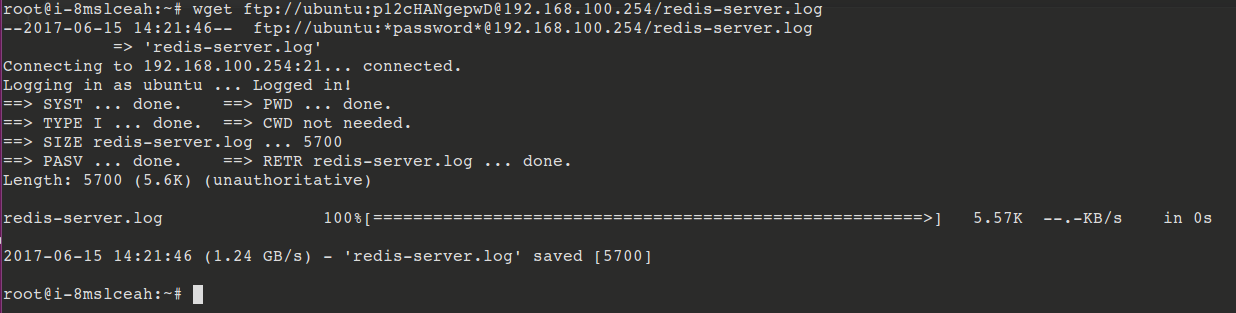 root@i-8mslceah:~# wget ftp://ubuntu:p12cHANgepwD@192.168.100.254/redis-server.log
--2017-06-15 14:21:46--  ftp://ubuntu:*password*@192.168.100.254/redis-server.log
           => 'redis-server.log'
Connecting to 192.168.100.254:21... connected.
Logging in as ubuntu ... Logged in!
==> SYST ... done.    ==> PWD ... done.
==> TYPE I ... done.  ==> CWD not needed.
==> SIZE redis-server.log ... 5700
==> PASV ... done.    ==> RETR redis-server.log ... done.
Length: 5700 (5.6K) (unauthoritative)
redis-server.log                100%[=======================================================>]   5.57K  --.-KB/s    in 0s
2017-06-15 14:21:46 (1.24 GB/s) - 'redis-server.log' saved [5700]
root@i-8mslceah:~#